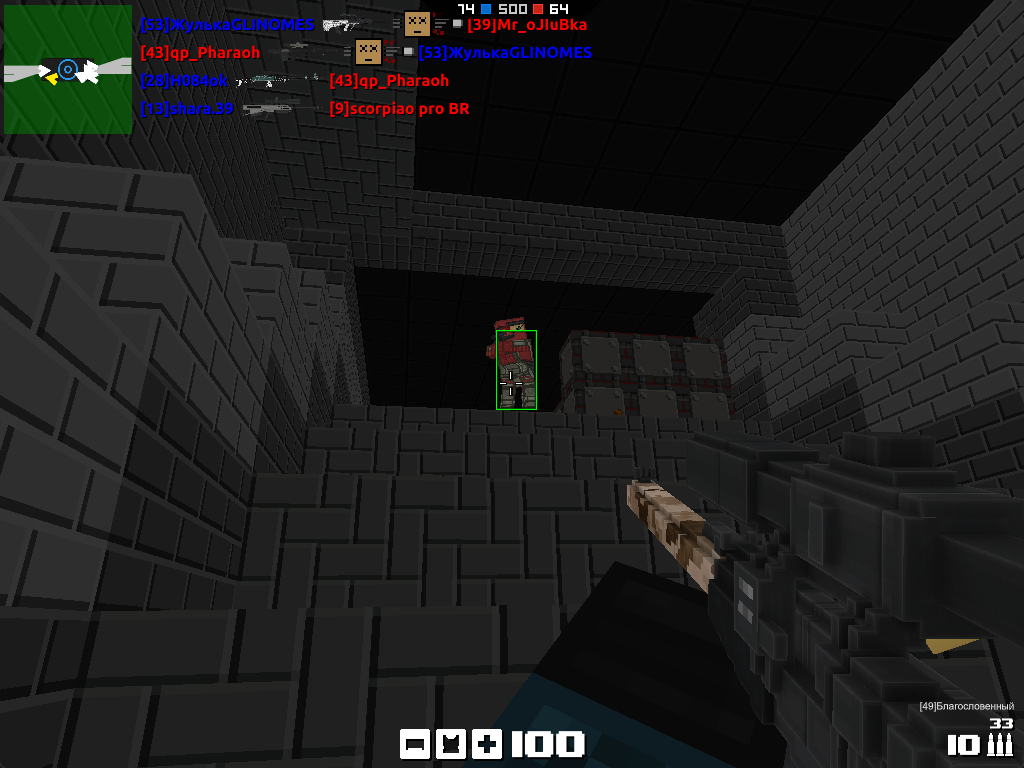 74 500 64
[53]ЖулькаGLINOMES [39]Mr_oJIuBka
[43]qp_Pharaoh [53]ЖулькаGLINOMES
[28]H084ok [43]qp_Pharaoh
[13]shara.39 [9]scorpiao pro BR
[49]Благословенный
33
100 10